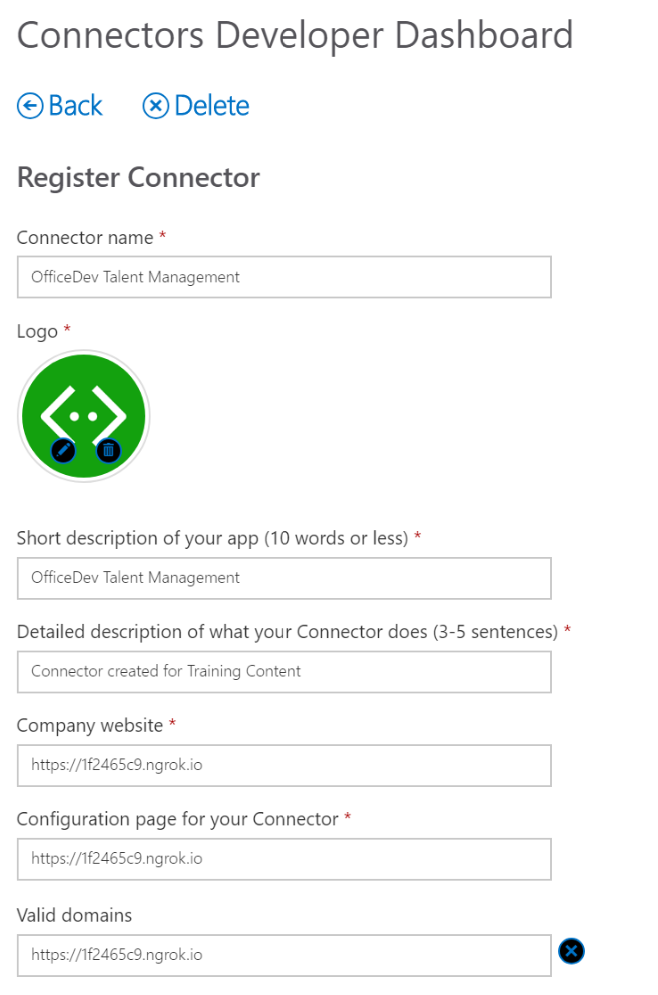 Connectors Developer Dashboard
Back Delete
Register Connector
Connector name *
OfficeDev Talent Management
Logo *
Short description of your app (10 words or less) *
OfficeDev Talent Management
Detailed description of what your Connector does (3-5 sentences) *
Connector created for Training Content
Company website *
https://1f2465c9.ngrok.io
Configuration page for your Connector *
https://1f2465c9.ngrok.io
Valid domains
https://1f2465c9.ngrok.io